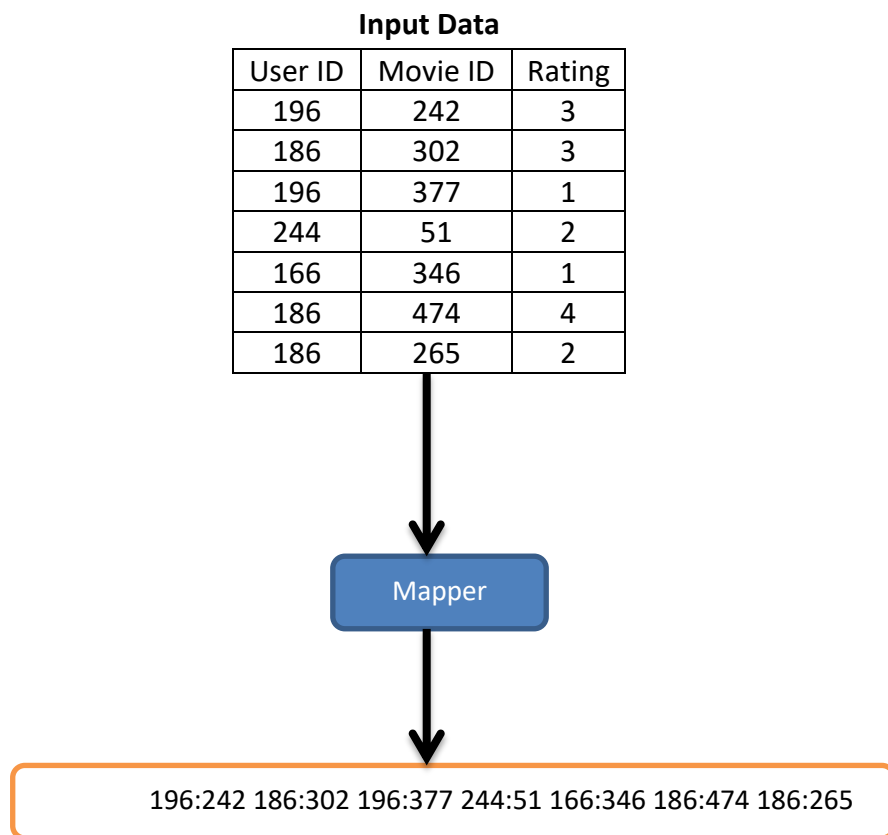 Input Data
User ID Movie ID Rating
196 242 3
186 302 3
196 377 1
244 51 2
166 346 1
186 474 4
186 265 2
Mapper
196:242 186:302 196:377 244:51 166:346 186:474 186:265